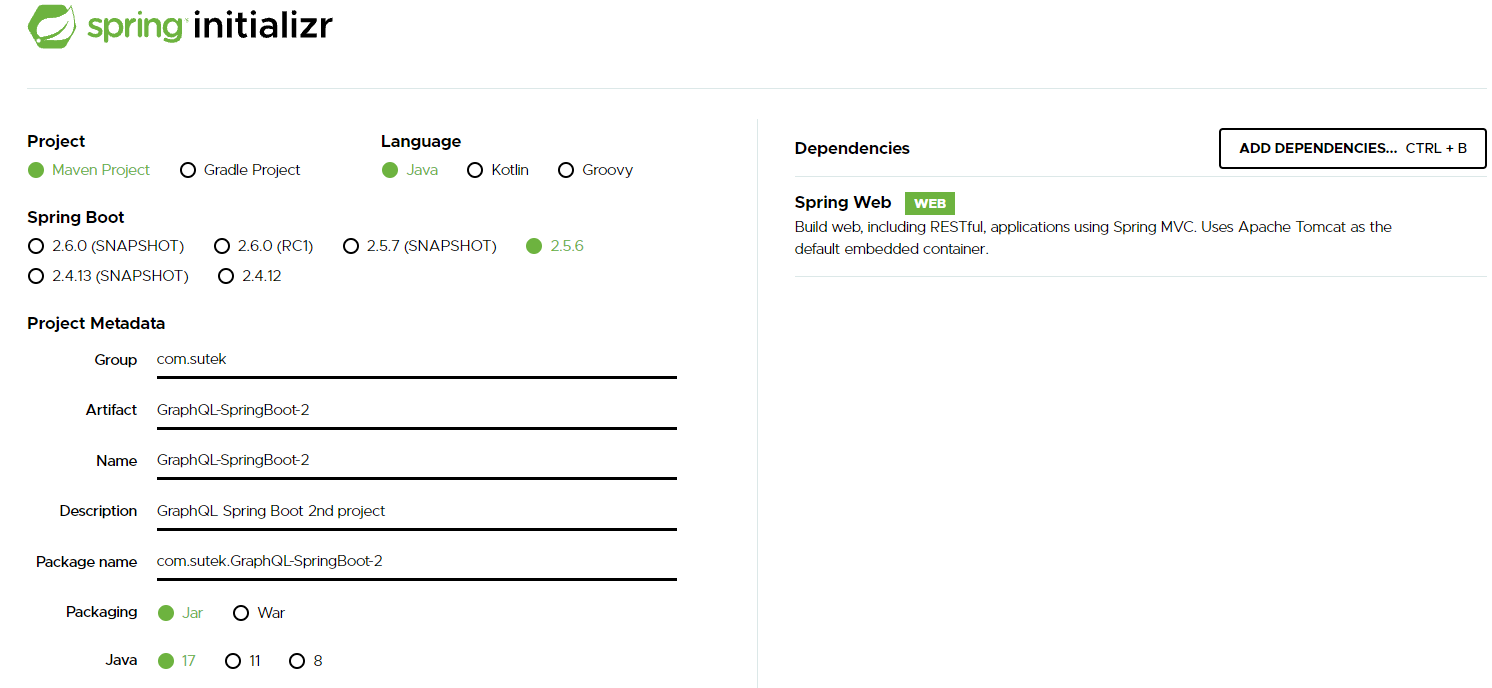 spring initializr
Project
Maven Project Gradle Project
Language
Java Kotlin Groovy
Spring Boot
2.6.0 (SNAPSHOT) 2.6.0 (RC1) 2.5.7 (SNAPSHOT) 2.5.6
2.4.13 (SNAPSHOT) 2.4.12
Project Metadata
Group com.sutek
Artifact GraphQL-SpringBoot-2
Name GraphQL-SpringBoot-2
Description GraphQL Spring Boot 2nd project
Package name com.sutek.GraphQL-SpringBoot-2
Packaging Jar War
Java 17 11 8
Dependencies
ADD DEPENDENCIES... CTRL + B
Spring Web WEB
Build web, including RESTful, applications using Spring MVC. Uses Apache Tomcat as the
default embedded container.